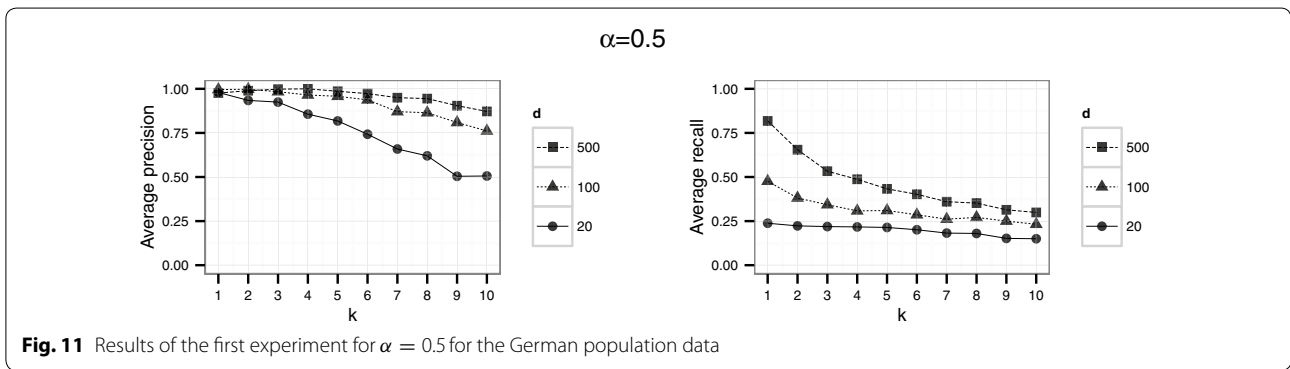 α=0.5
Average precision
1.00
0.75
0.50
0.25
0.00
1 2 3 4 5 6 7 8 9 10
k
d
500
100
20
Average recall
1.00
0.75
0.50
0.25
0.00
1 2 3 4 5 6 7 8 9 10
k
d
500
100
20
Fig. 11 Results of the first experiment for α = 0.5 for the German population data